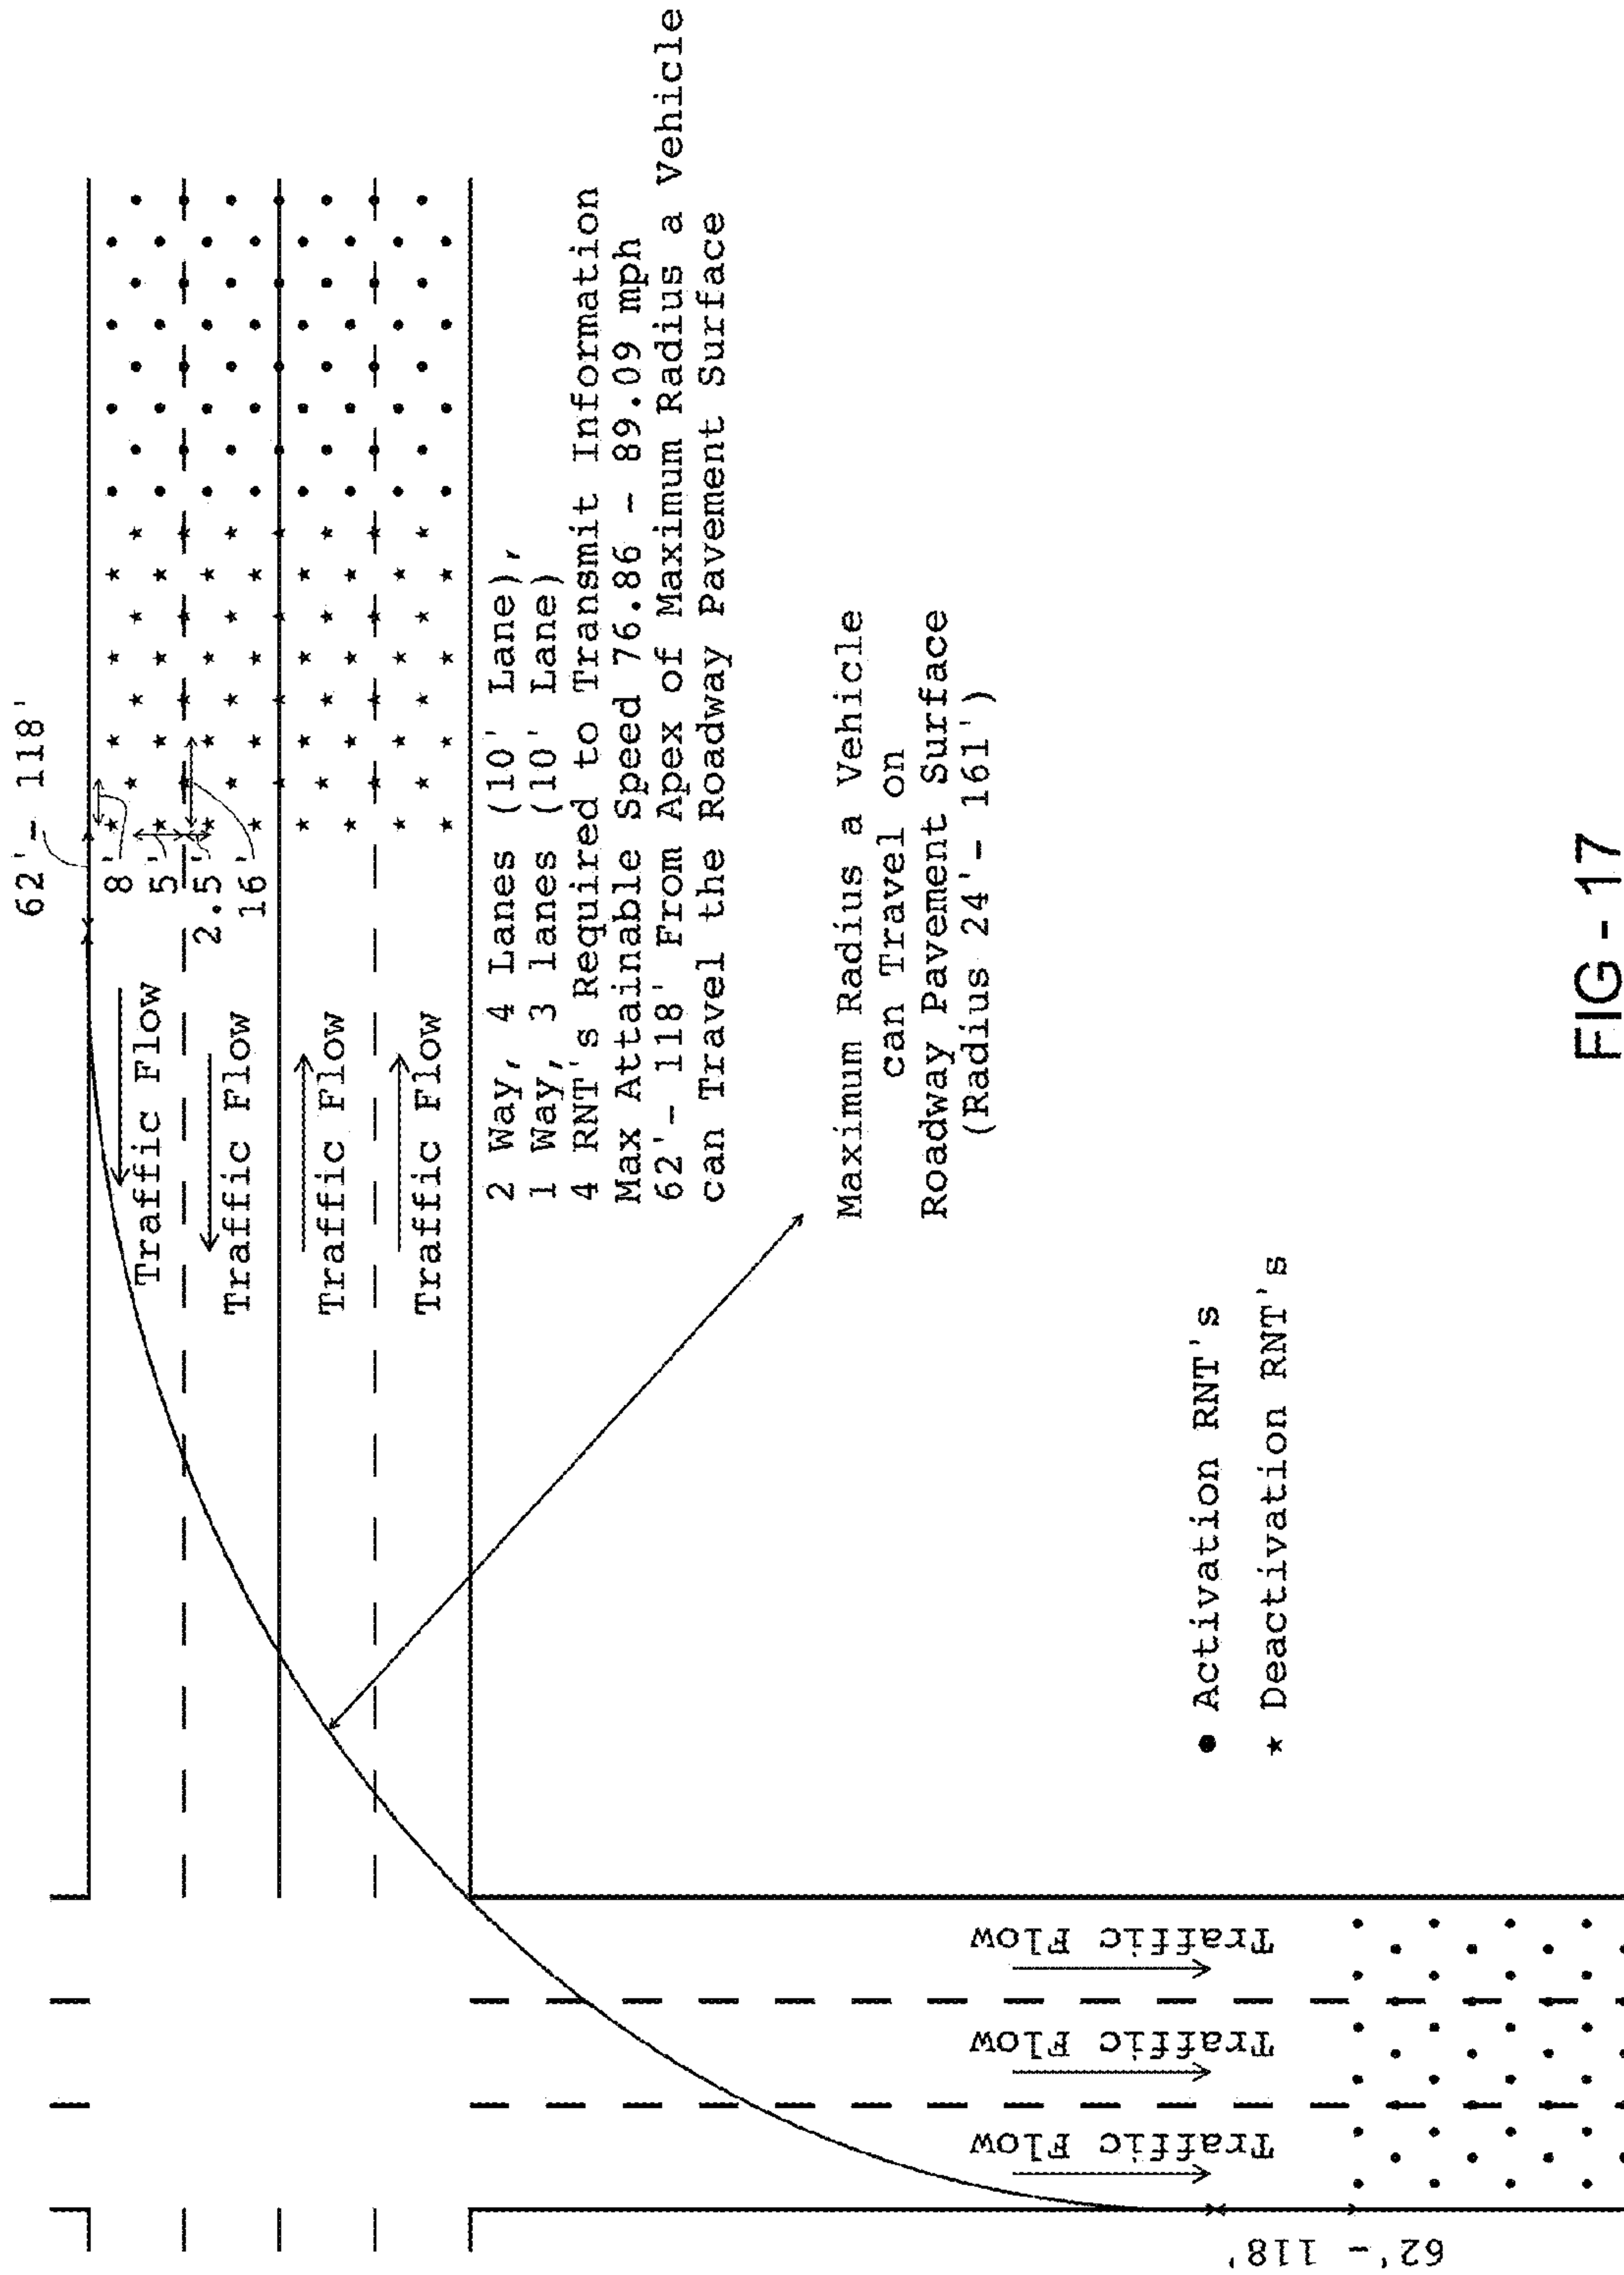 62'- 118'
8'
5'
2.5'
16'
Traffic Flow
Traffic Flow
Traffic Flow
Traffic Flow
2 Way, 4 Lanes (10' Lane),
1 Way, 3 lanes (10' Lane)
4 RNT's Required to Transmit Information
Max Attainable Speed 76.86 - 89.09 mph
62'- 118' From Apex of Maximum Radius a Vehicle
can Travel the Roadway Pavement Surface
Maximum Radius a Vehicle
can Travel on
Roadway Pavement Surface
(Radius 24'- 161')
Traffic Flow
Traffic Flow
Traffic Flow
62'- 118'
● Activation RNT's
★ Deactivation RNT's
FIG - 17